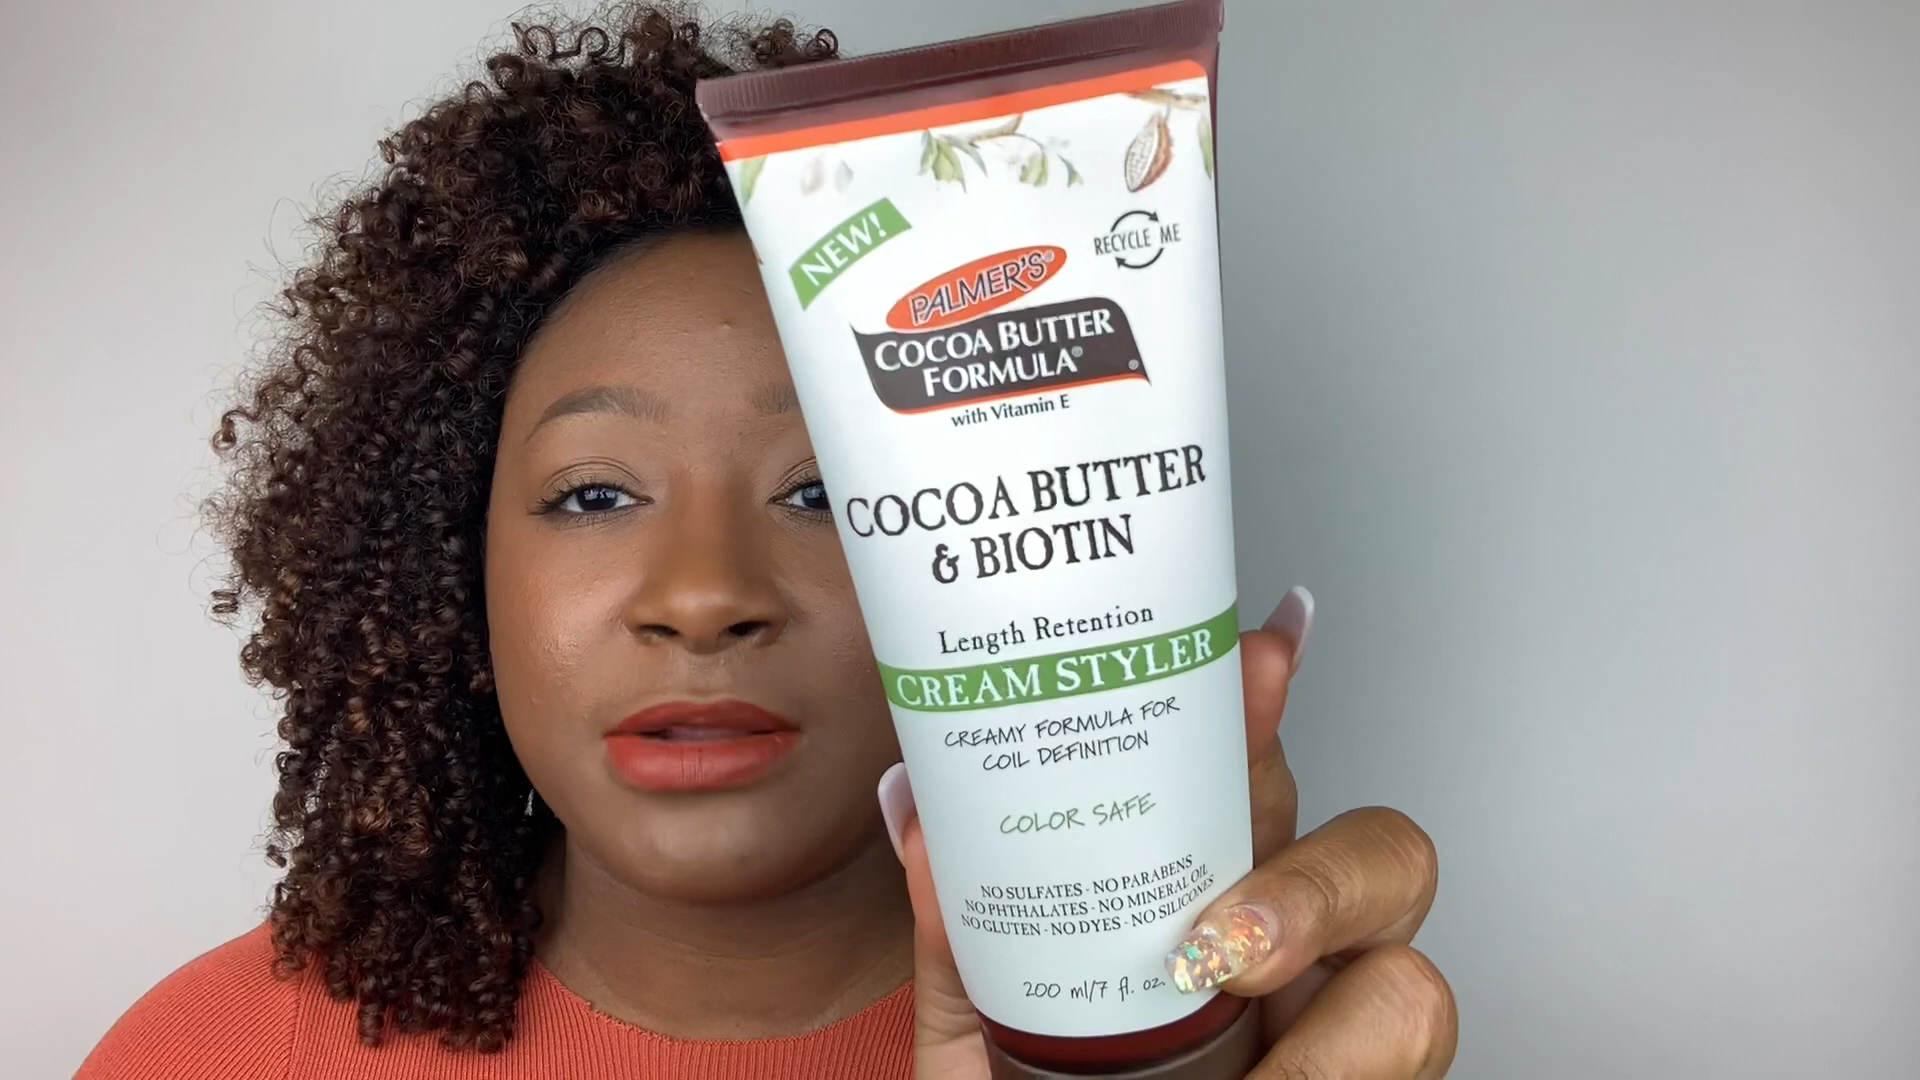 NEW!
RECYCLE ME
PALMER'S®
COCOA BUTTER
FORMULA®
®
with Vitamin E
COCOA BUTTER
& BIOTIN
Length Retention
CREAM STYLER
CREAMY FORMULA FOR
COIL DEFINITION
COLOR SAFE
NO SULFATES - NO PARABENS
NO PHTHALATES - NO MINERAL OIL
NO GLUTEN - NO DYES - NO SILICONES
200 ml/7 fl. oz.